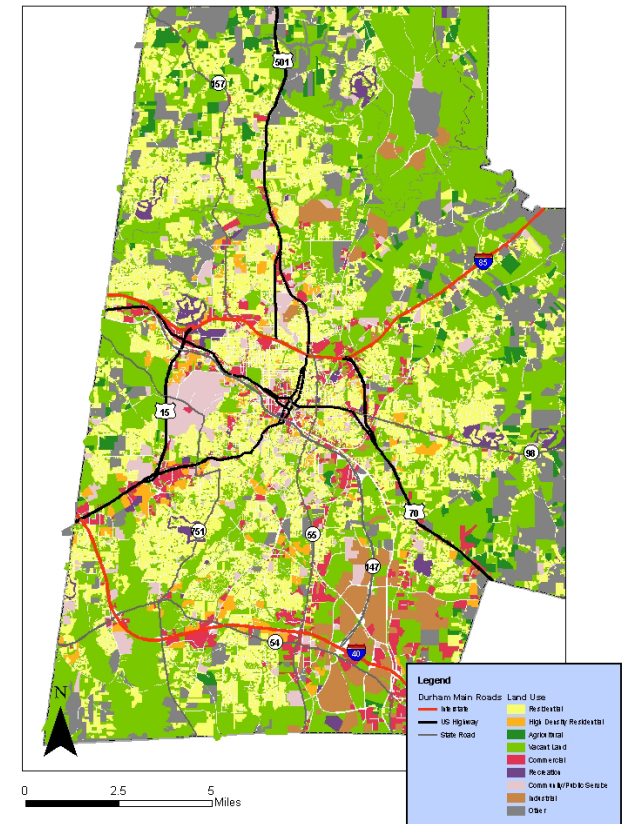 501
157
85
15
98
70
751
55
147
54
40
N
0 2.5 5
Miles
Legend
Durham Main Roads
Interstate
US Highway
State Road
Land Use
Residential
High Density Residential
Agricultural
Vacant Land
Commercial
Recreation
Community/Public Service
Industrial
Other